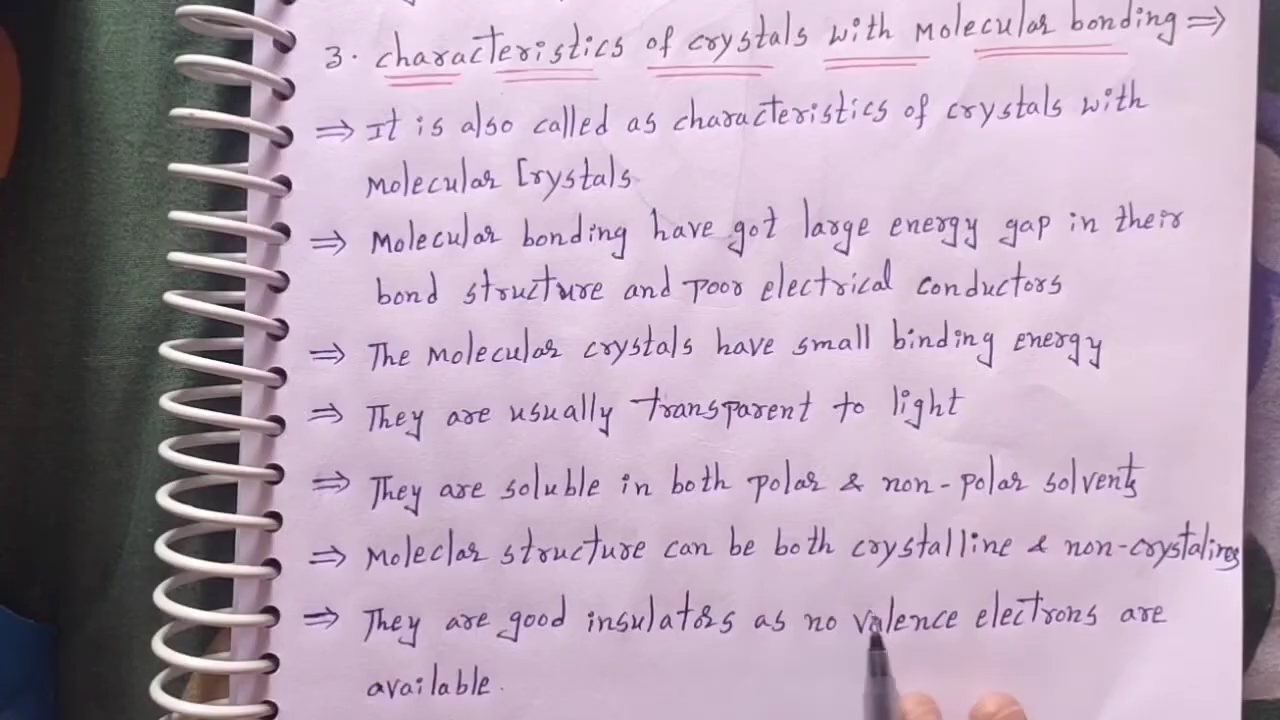 3. characteristics of crystals with molecular bonding ⇒
⇒ It is also called as characteristics of crystals with
molecular Crystals
⇒ Molecular bonding have got large energy gap in their
bond structure and poor electrical conductors
⇒ The molecular crystals have small binding energy
⇒ They are usually transparent to light
⇒ They are soluble in both polar & non-polar solvents
⇒ Moleclar structure can be both crystalline & non-crystaling
⇒ They are good insulators as no valence electrons are
available.